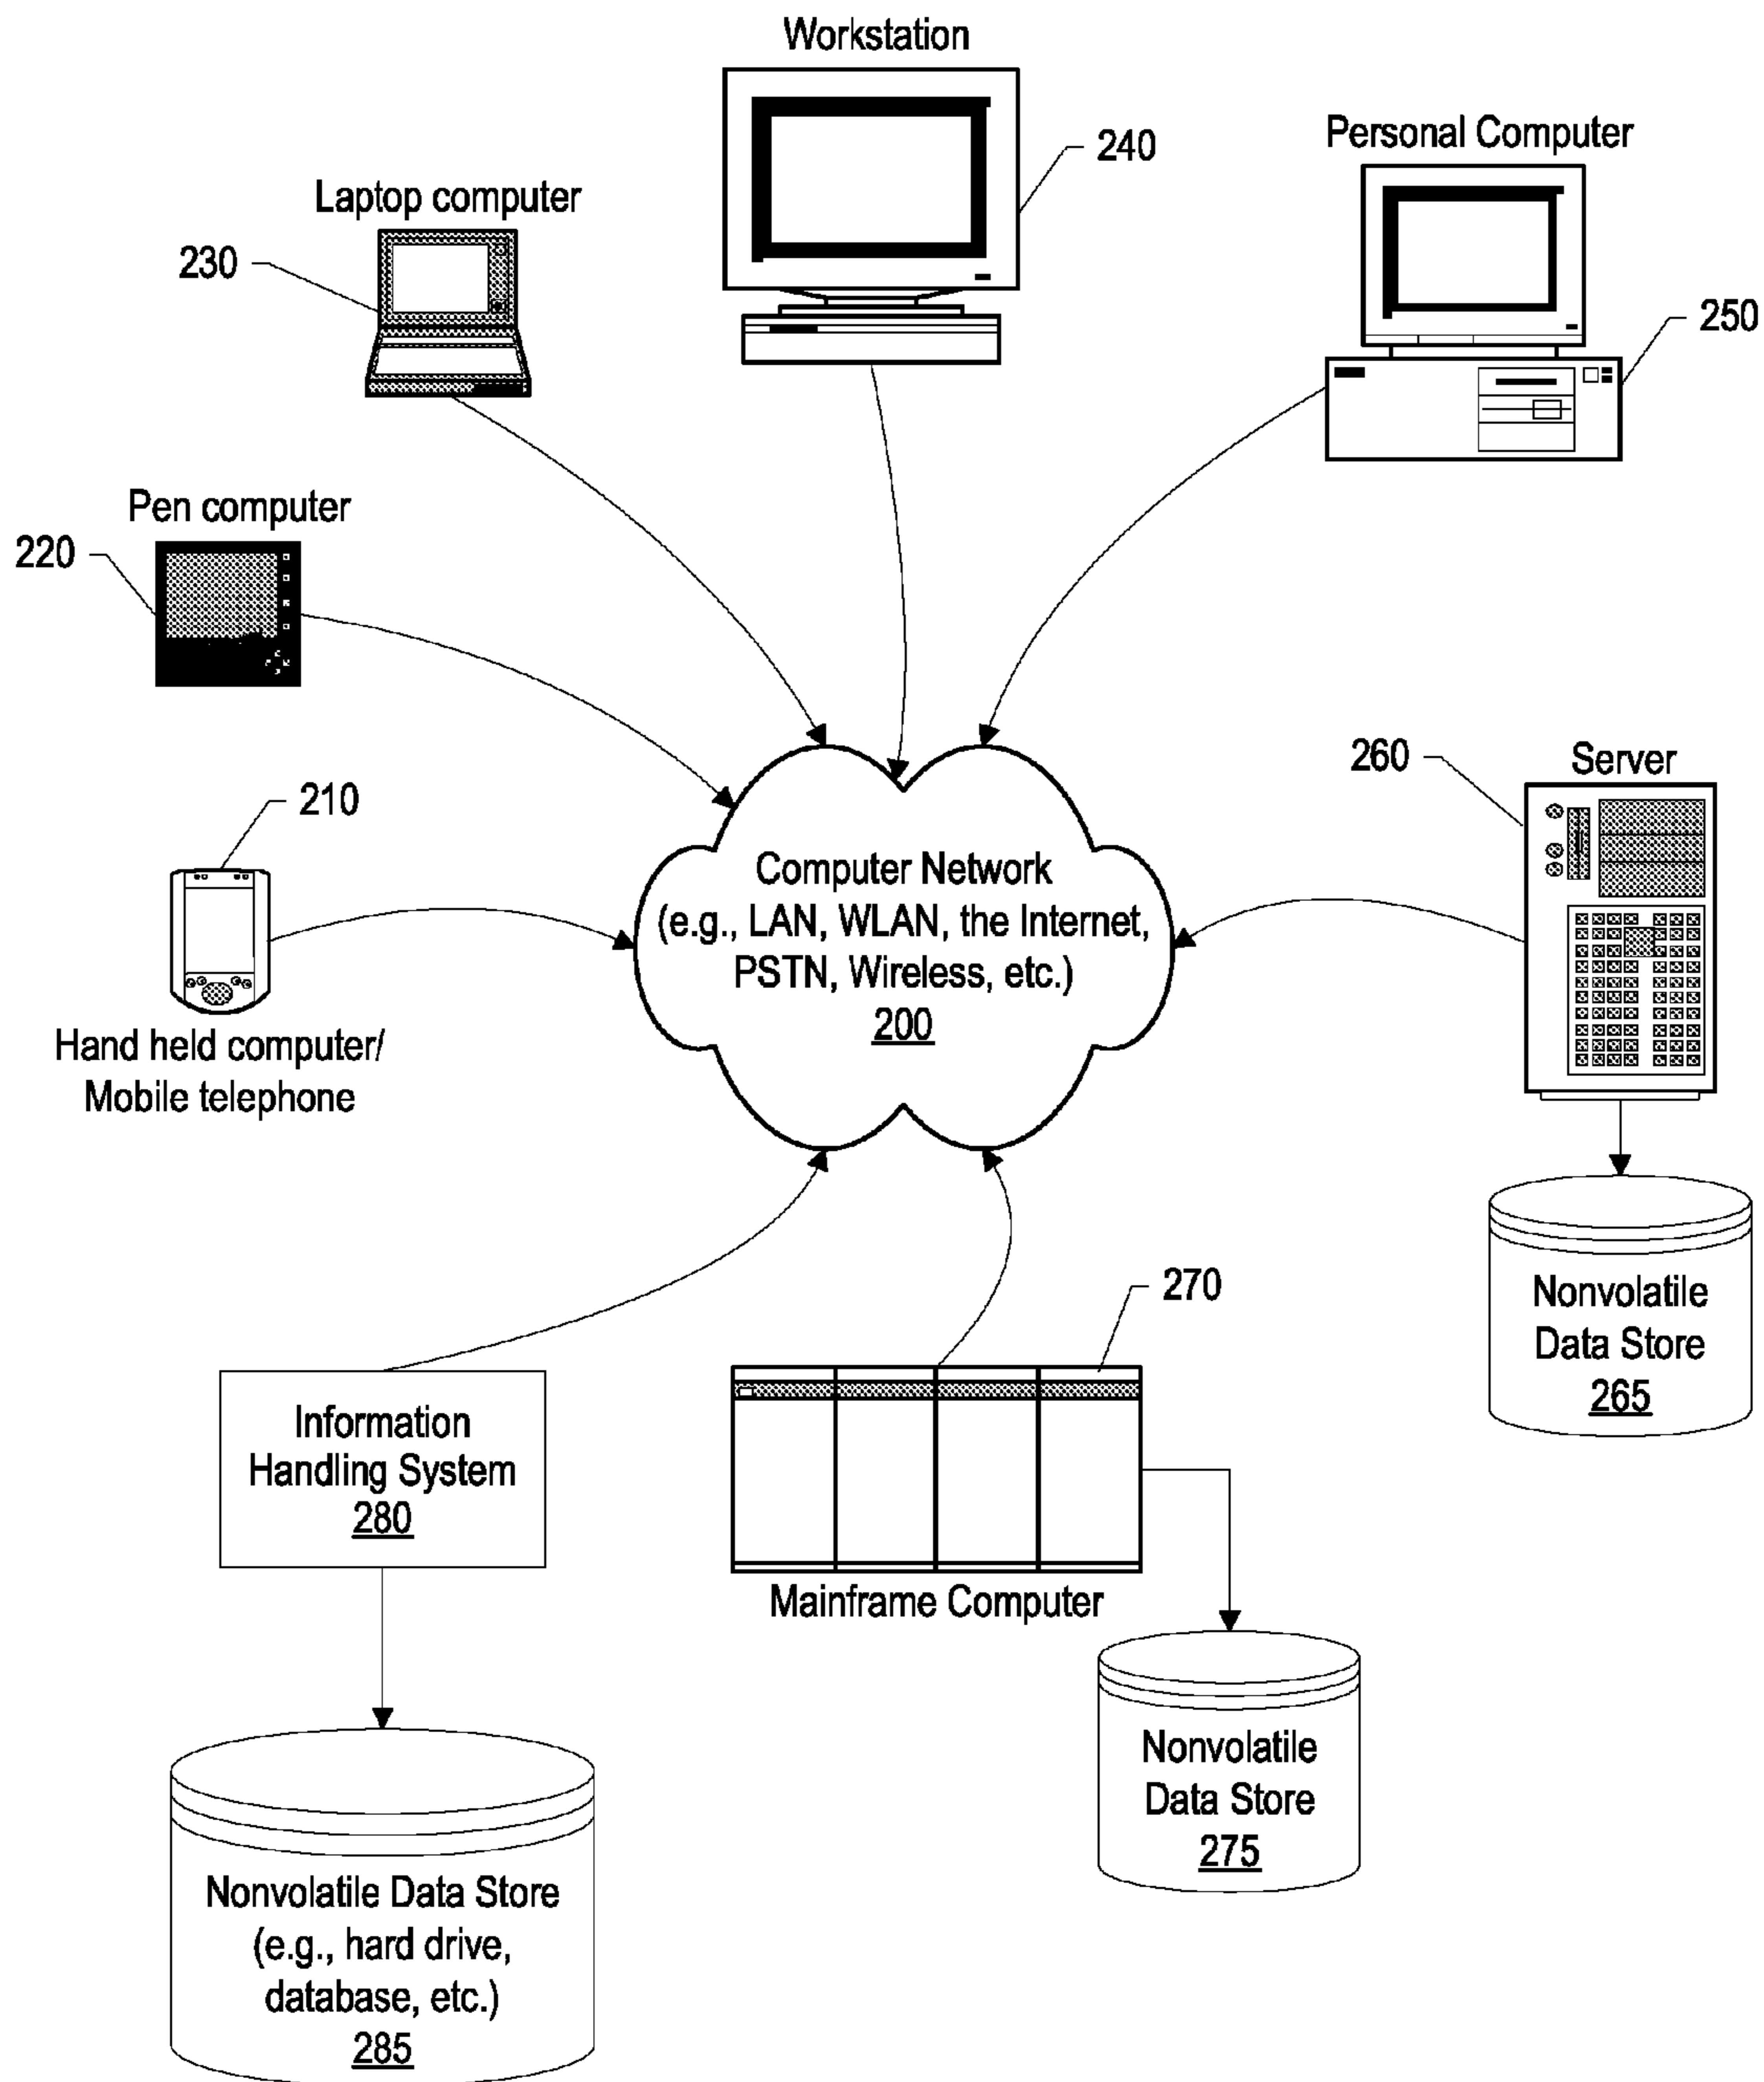 Workstation
240
Personal Computer
250
Laptop computer
230
Pen computer
220
210
Hand held computer/
Mobile telephone
Computer Network
(e.g., LAN, WLAN, the Internet,
PSTN, Wireless, etc.)
200
260
Server
Nonvolatile
Data Store
265
270
Mainframe Computer
Information
Handling System
280
Nonvolatile
Data Store
275
Nonvolatile Data Store
(e.g., hard drive,
database, etc.)
285